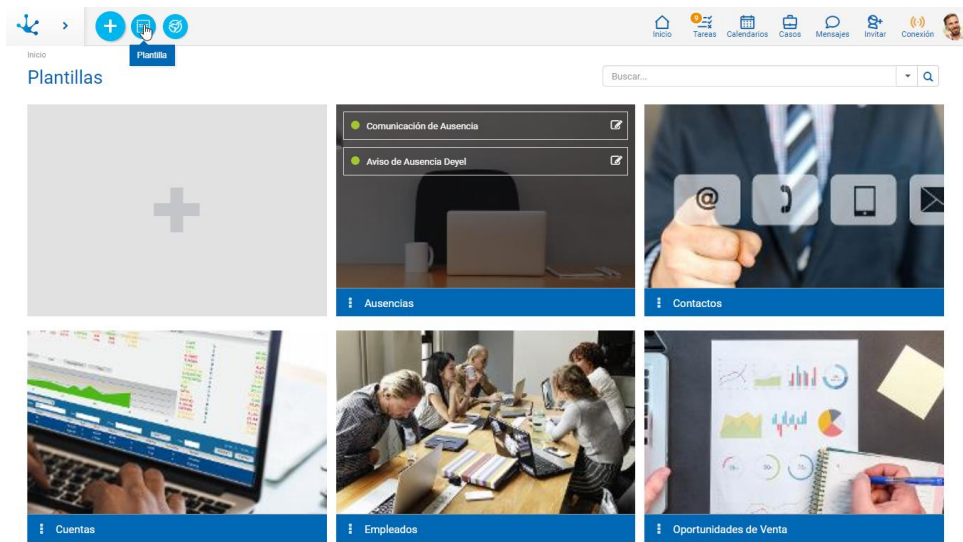 9
Inicio
Tareas
Calendarios
Casos
Mensajes
Invitar
Conexión
Inicio
Plantilla
Plantillas
Buscar...
Comunicación de Ausencia
Aviso de Ausencia Deyel
@
Ausencias
Contactos
Cuentas
Empleados
Oportunidades de Venta